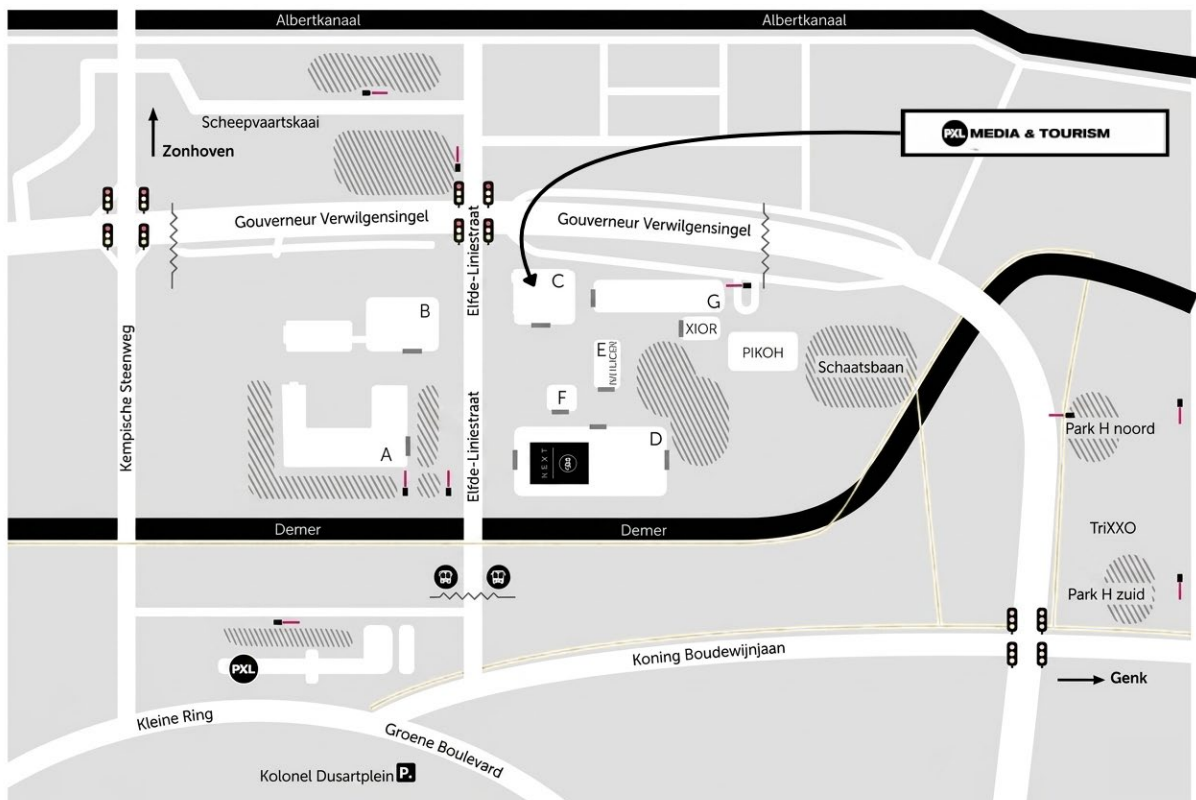 Albertkanaal
Albertkanaal
Scheepvaartskaai
Zonhoven
PXL MEDIA & TOURISM
Gouverneur Verwilgensingel
Elfde-Liniestraat
Gouverneur Verwilgensingel
Kempische Steenweg
B
C
G
XIOR
E
PIKOH
Schaatsbaan
F
A
D
NEXT
Elfde-Liniestraat
Park H noord
Demer
Demer
TriXXO
Park H zuid
PXL
Koning Boudewijnjaan
Genk
Kleine Ring
Groene Boulevard
Kolonel Dusartplein P.